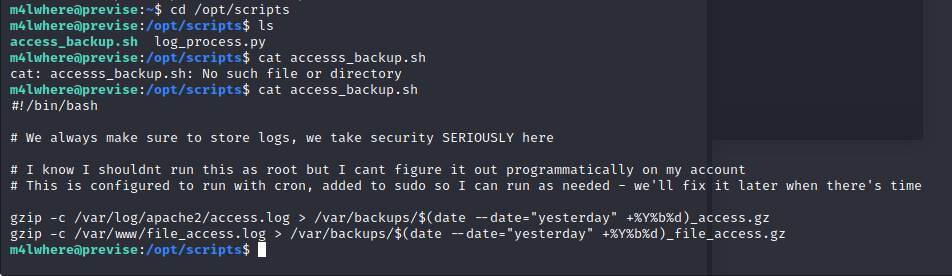 m4lwhere@previse:~$ cd /opt/scripts
m4lwhere@previse:/opt/scripts$ ls
access_backup.sh  log_process.py
m4lwhere@previse:/opt/scripts$ cat accesss_backup.sh
cat: accesss_backup.sh: No such file or directory
m4lwhere@previse:/opt/scripts$ cat access_backup.sh
#!/bin/bash
# We always make sure to store logs, we take security SERIOUSLY here
# I know I shouldnt run this as root but I cant figure it out programmatically on my account
# This is configured to run with cron, added to sudo so I can run as needed - we'll fix it later when there's time
gzip -c /var/log/apache2/access.log > /var/backups/$(date --date="yesterday" +%Y%b%d)_access.gz
gzip -c /var/www/file_access.log > /var/backups/$(date --date="yesterday" +%Y%b%d)_file_access.gz
m4lwhere@previse:/opt/scripts$